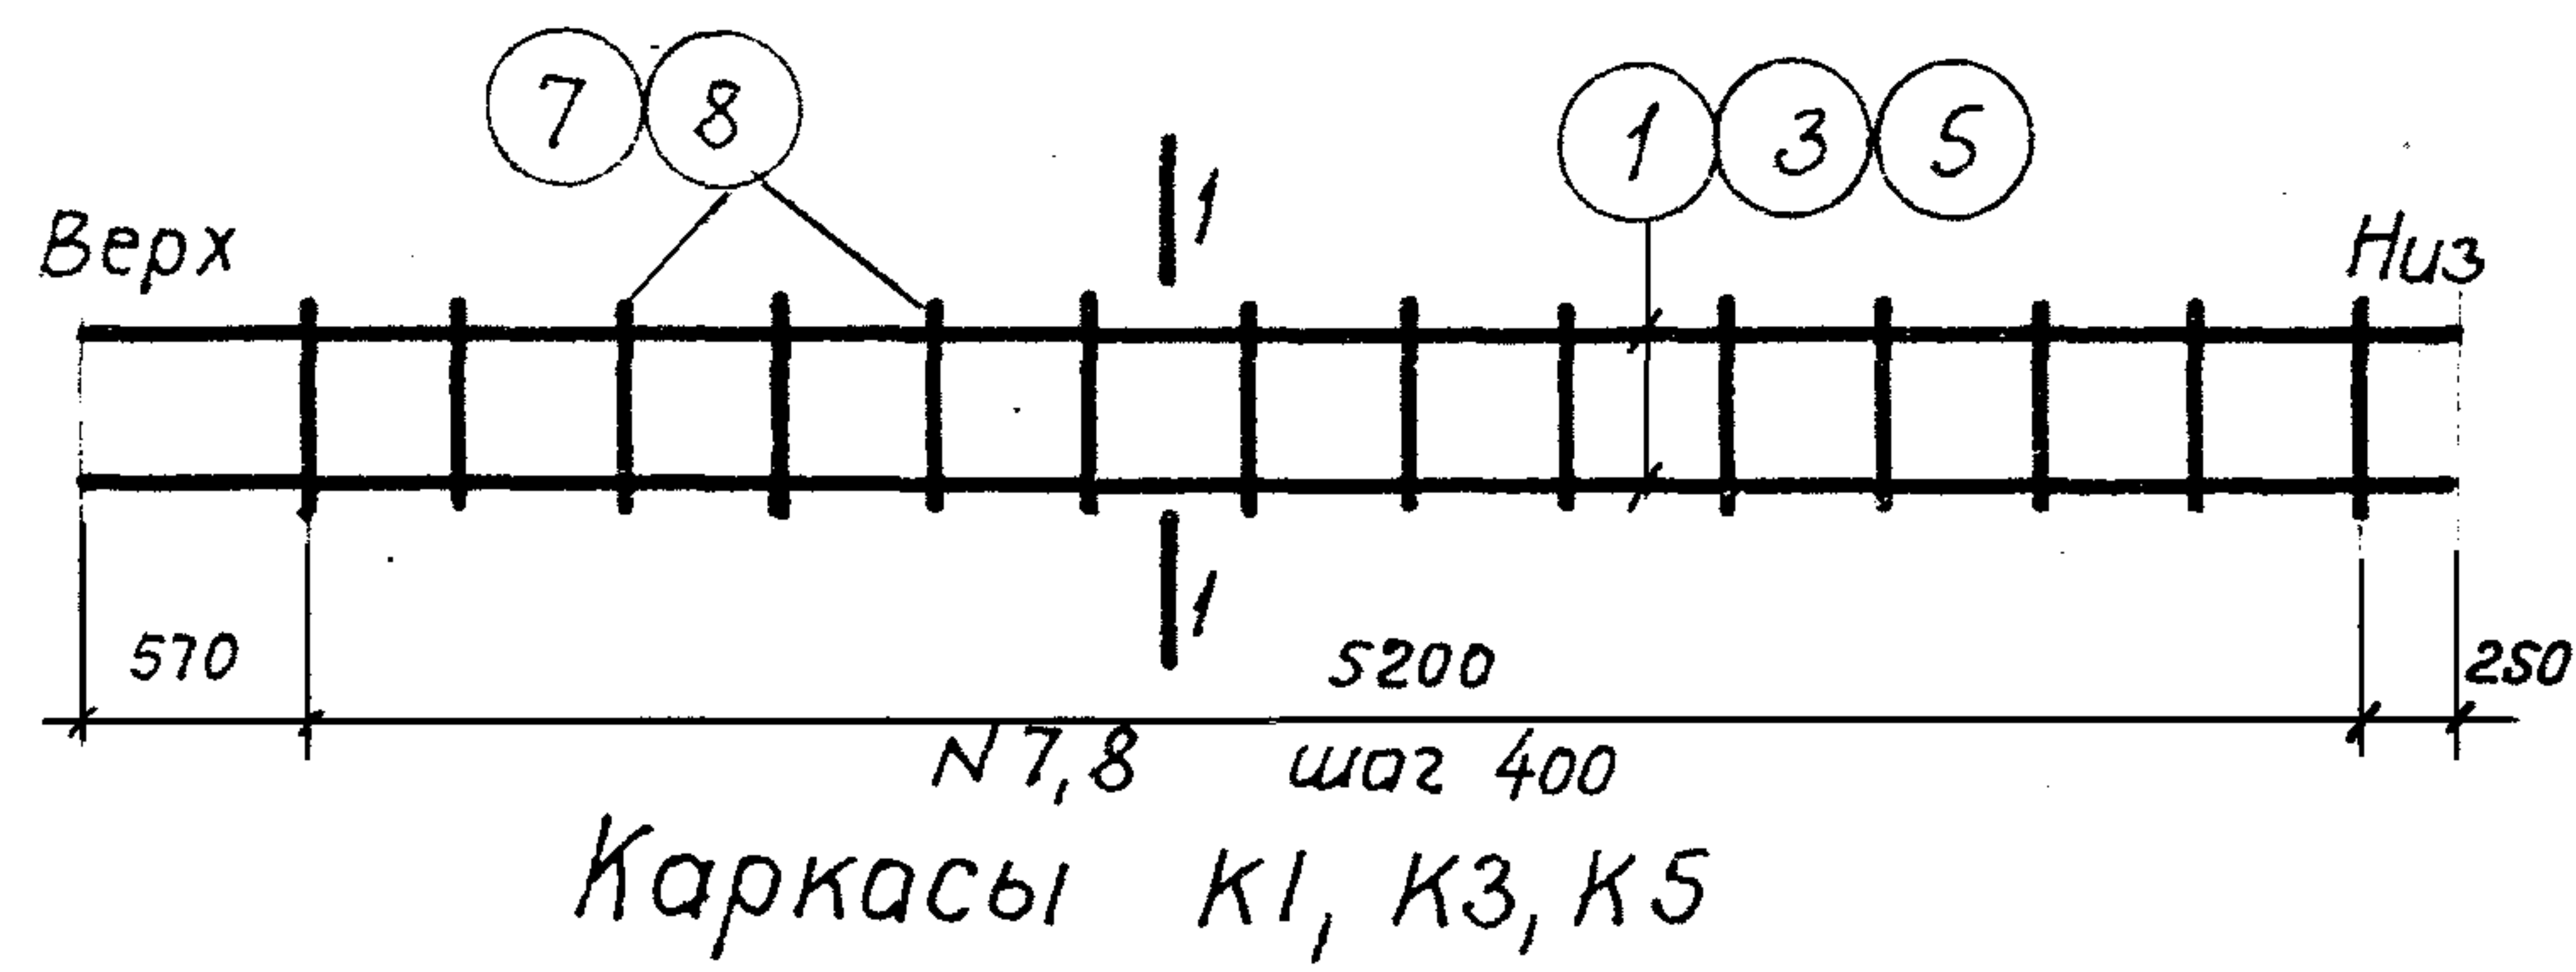 7 8 1 3 5
1
Верх Низ
1
570 5200 250
N7,8 шаг 400
Каркасы К1, К3, К5